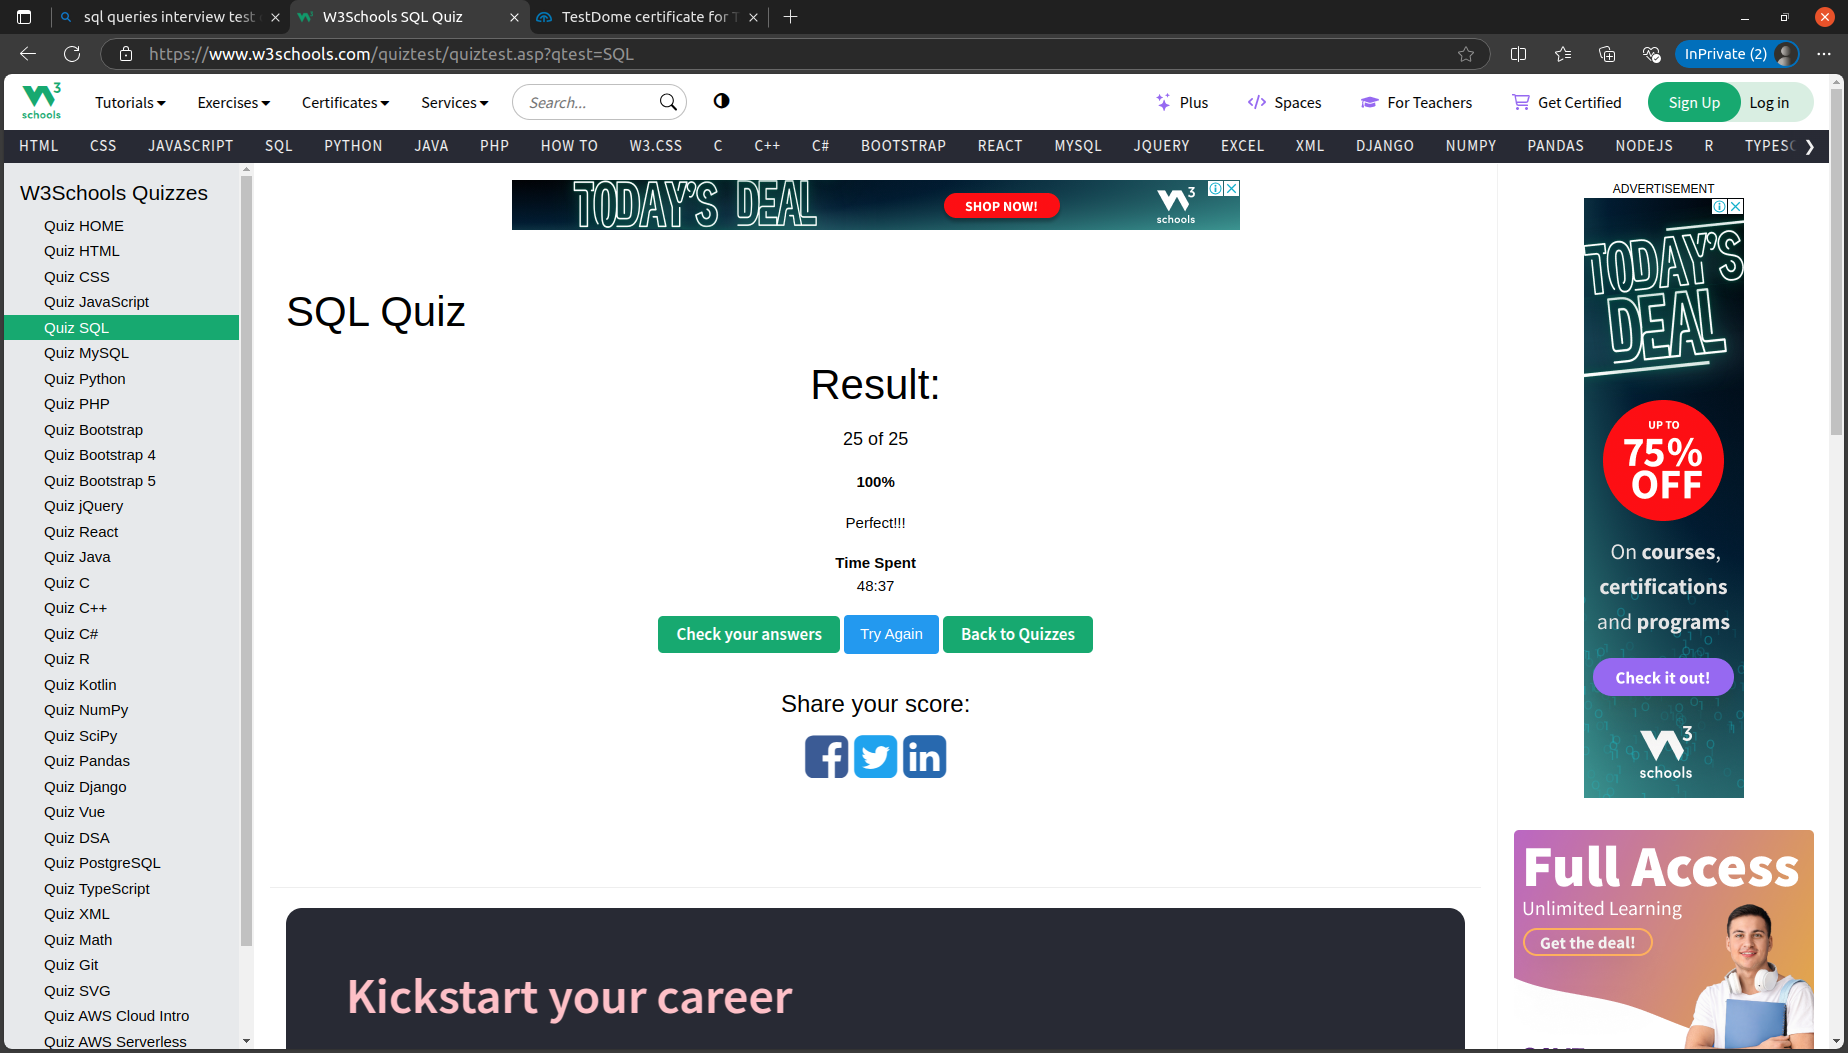 sql queries interview test
W3Schools SQL Quiz
TestDome certificate for T
https://www.w3schools.com/quiztest/quiztest.asp?qtest=SQL
InPrivate (2)
W3 schools
Tutorials
Exercises
Certificates
Services
Search...
Plus
Spaces
For Teachers
Get Certified
Sign Up
Log in
HTML CSS JAVASCRIPT SQL PYTHON JAVA PHP HOW TO W3.CSS C C++ C# BOOTSTRAP REACT MYSQL JQUERY EXCEL XML DJANGO NUMPY PANDAS NODEJS R TYPESC
W3Schools Quizzes
Quiz HOME
Quiz HTML
Quiz CSS
Quiz JavaScript
Quiz SQL
Quiz MySQL
Quiz Python
Quiz PHP
Quiz Bootstrap
Quiz Bootstrap 4
Quiz Bootstrap 5
Quiz jQuery
Quiz React
Quiz Java
Quiz C
Quiz C++
Quiz C#
Quiz R
Quiz Kotlin
Quiz NumPy
Quiz SciPy
Quiz Pandas
Quiz Django
Quiz Vue
Quiz DSA
Quiz PostgreSQL
Quiz TypeScript
Quiz XML
Quiz Math
Quiz Git
Quiz SVG
Quiz AWS Cloud Intro
Quiz AWS Serverless
TODAY'S DEAL
SHOP NOW!
W3 schools
SQL Quiz
Result:
25 of 25
100%
Perfect!!!
Time Spent
48:37
Check your answers
Try Again
Back to Quizzes
Share your score:
Kickstart your career
ADVERTISEMENT
TODAY'S
DEAL
UP TO
75%
OFF
On courses,
certifications
and programs
Check it out!
W3
schools
Full Access
Unlimited Learning
Get the deal!